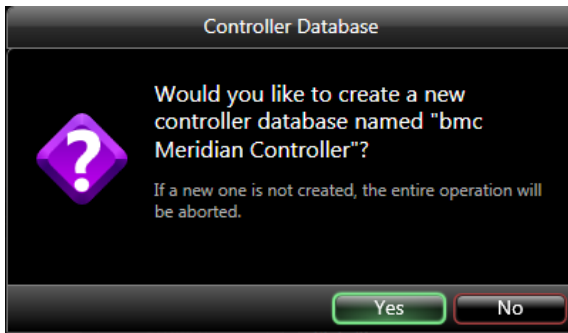 Controller Database
Would you like to create a new
controller database named "bmc
Meridian Controller"?
If a new one is not created, the entire operation will
be aborted.
Yes
No